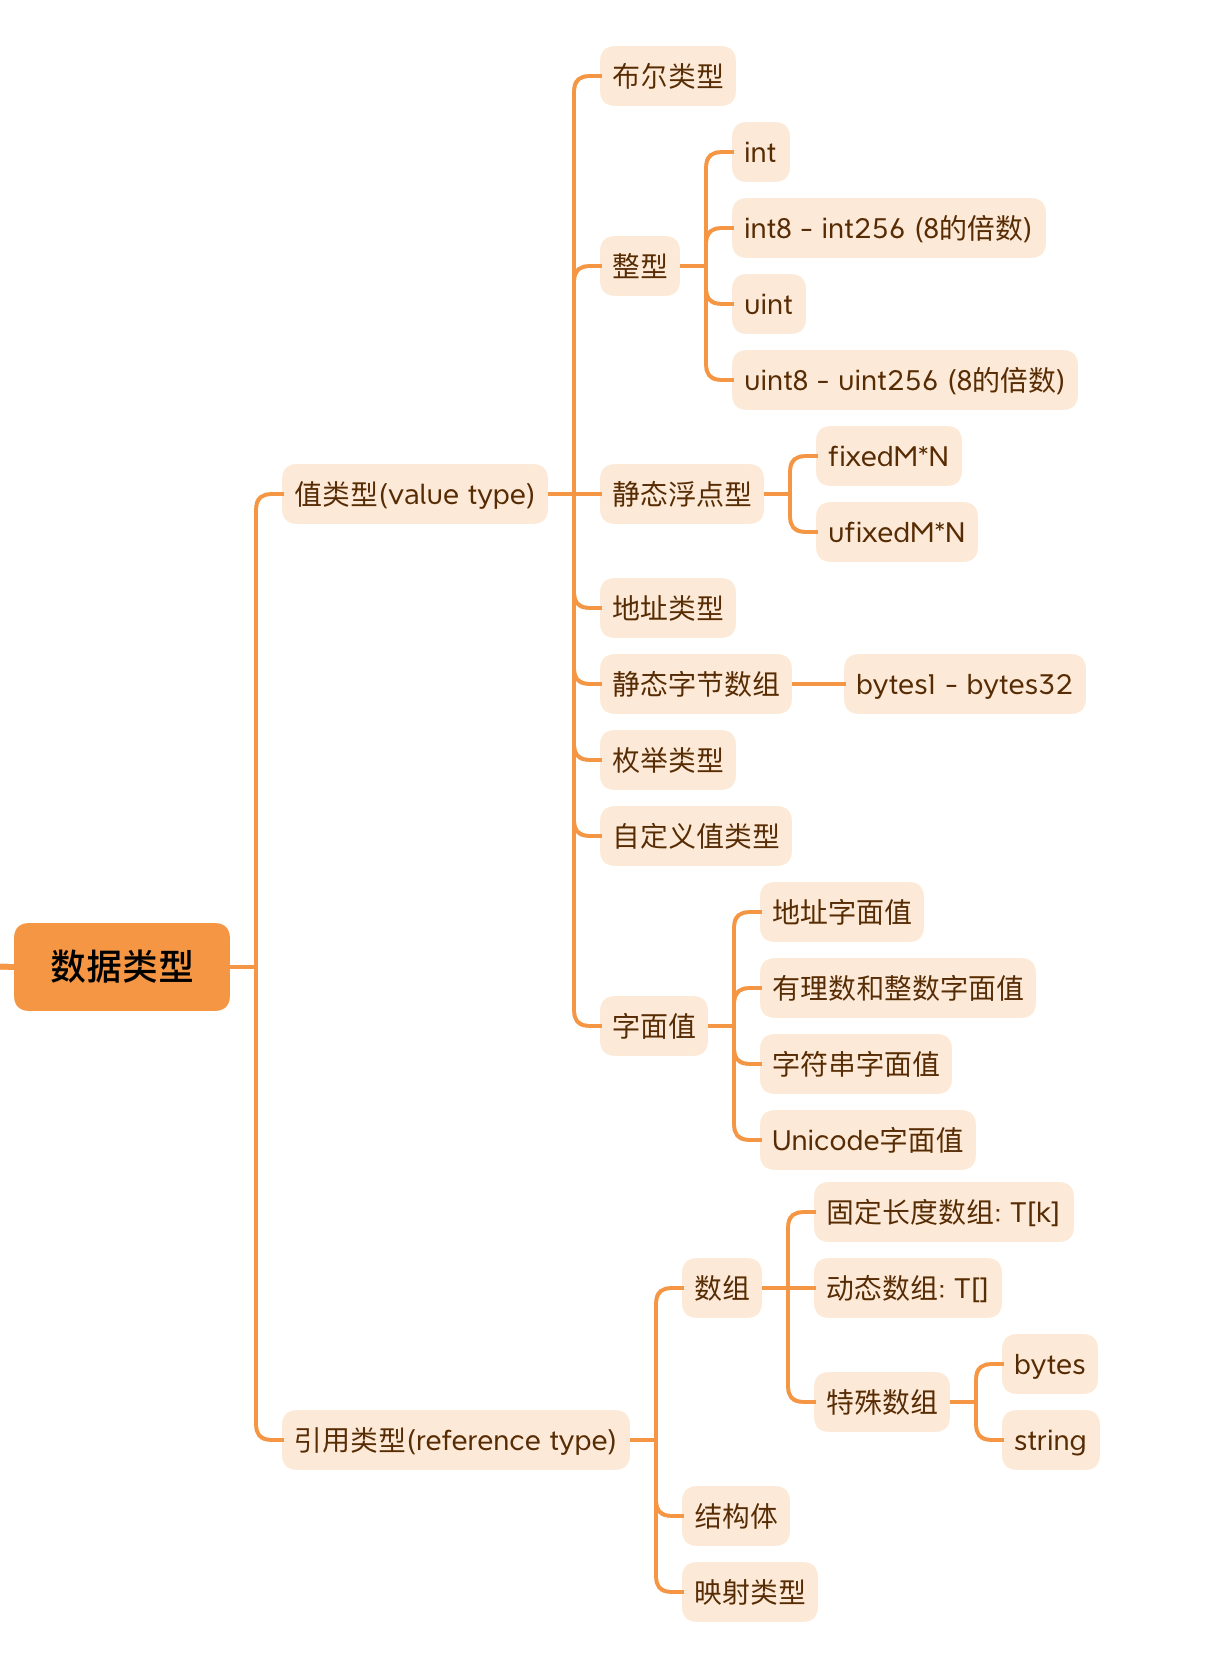 数据类型
值类型(value type)
布尔类型
整型
int
int8 - int256 (8的倍数)
uint
uint8 - uint256 (8的倍数)
静态浮点型
fixedM*N
ufixedM*N
地址类型
静态字节数组
bytes1 - bytes32
枚举类型
自定义值类型
字面值
地址字面值
有理数和整数字面值
字符串字面值
Unicode字面值
引用类型(reference type)
数组
固定长度数组: T[k]
动态数组: T[]
特殊数组
bytes
string
结构体
映射类型